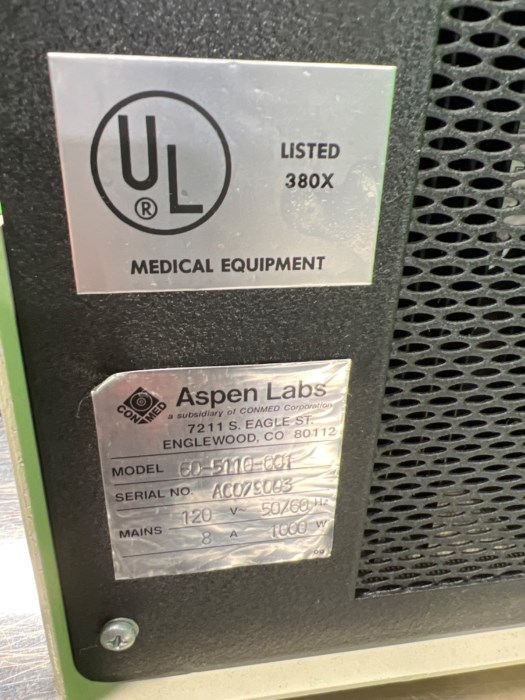 UL
®
LISTED
380X
MEDICAL EQUIPMENT
CONMED
Aspen Labs
a subsidiary of CONMED Corporation
7211 S. EAGLE ST.
ENGLEWOOD, CO 80112
MODEL 60-5110-001
SERIAL NO.
MAINS
120 V~ 50/60 Hz
8 A 1000 W